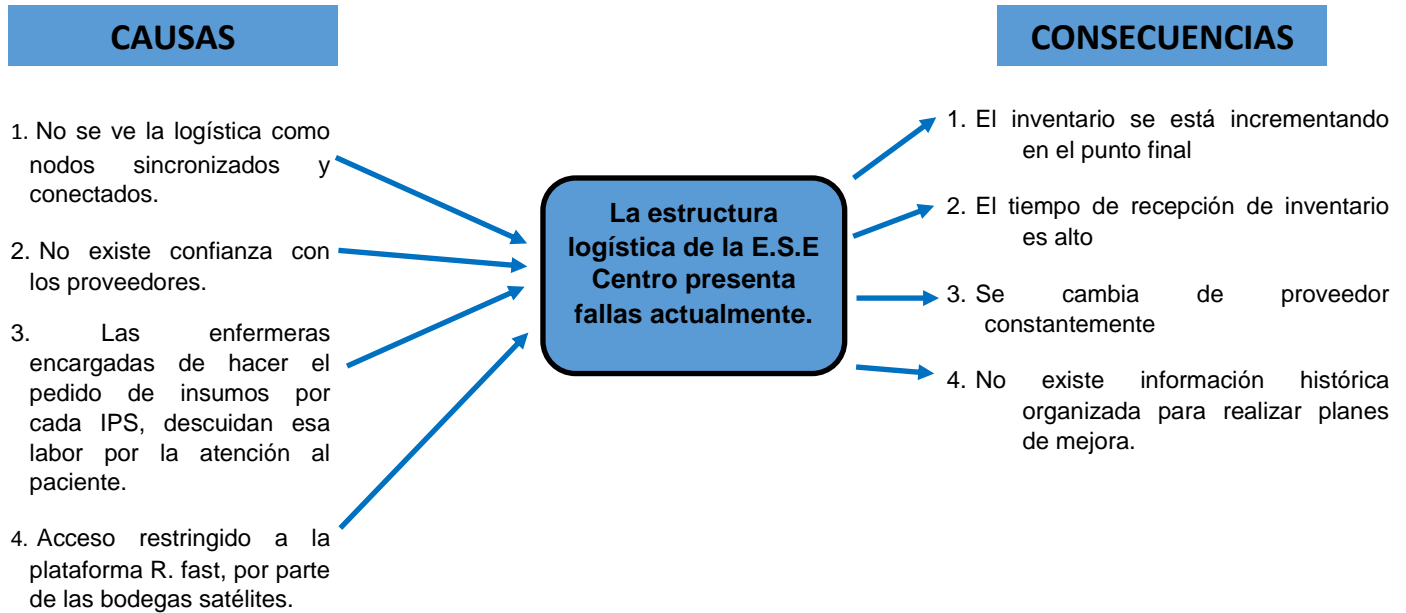 CAUSAS
1. No se ve la logística como
nodos sincronizados y
conectados.
2. No existe confianza con
los proveedores.
3. Las enfermeras
encargadas de hacer el
pedido de insumos por
cada IPS, descuidan esa
labor por la atención al
paciente.
4. Acceso restringido a la
plataforma R. fast, por parte
de las bodegas satélites.
La estructura
logística de la E.S.E
Centro presenta
fallas actualmente.
CONSECUENCIAS
1. El inventario se está incrementando
en el punto final
2. El tiempo de recepción de inventario
es alto
3. Se cambia de proveedor
constantemente
4. No existe información histórica
organizada para realizar planes
de mejora.